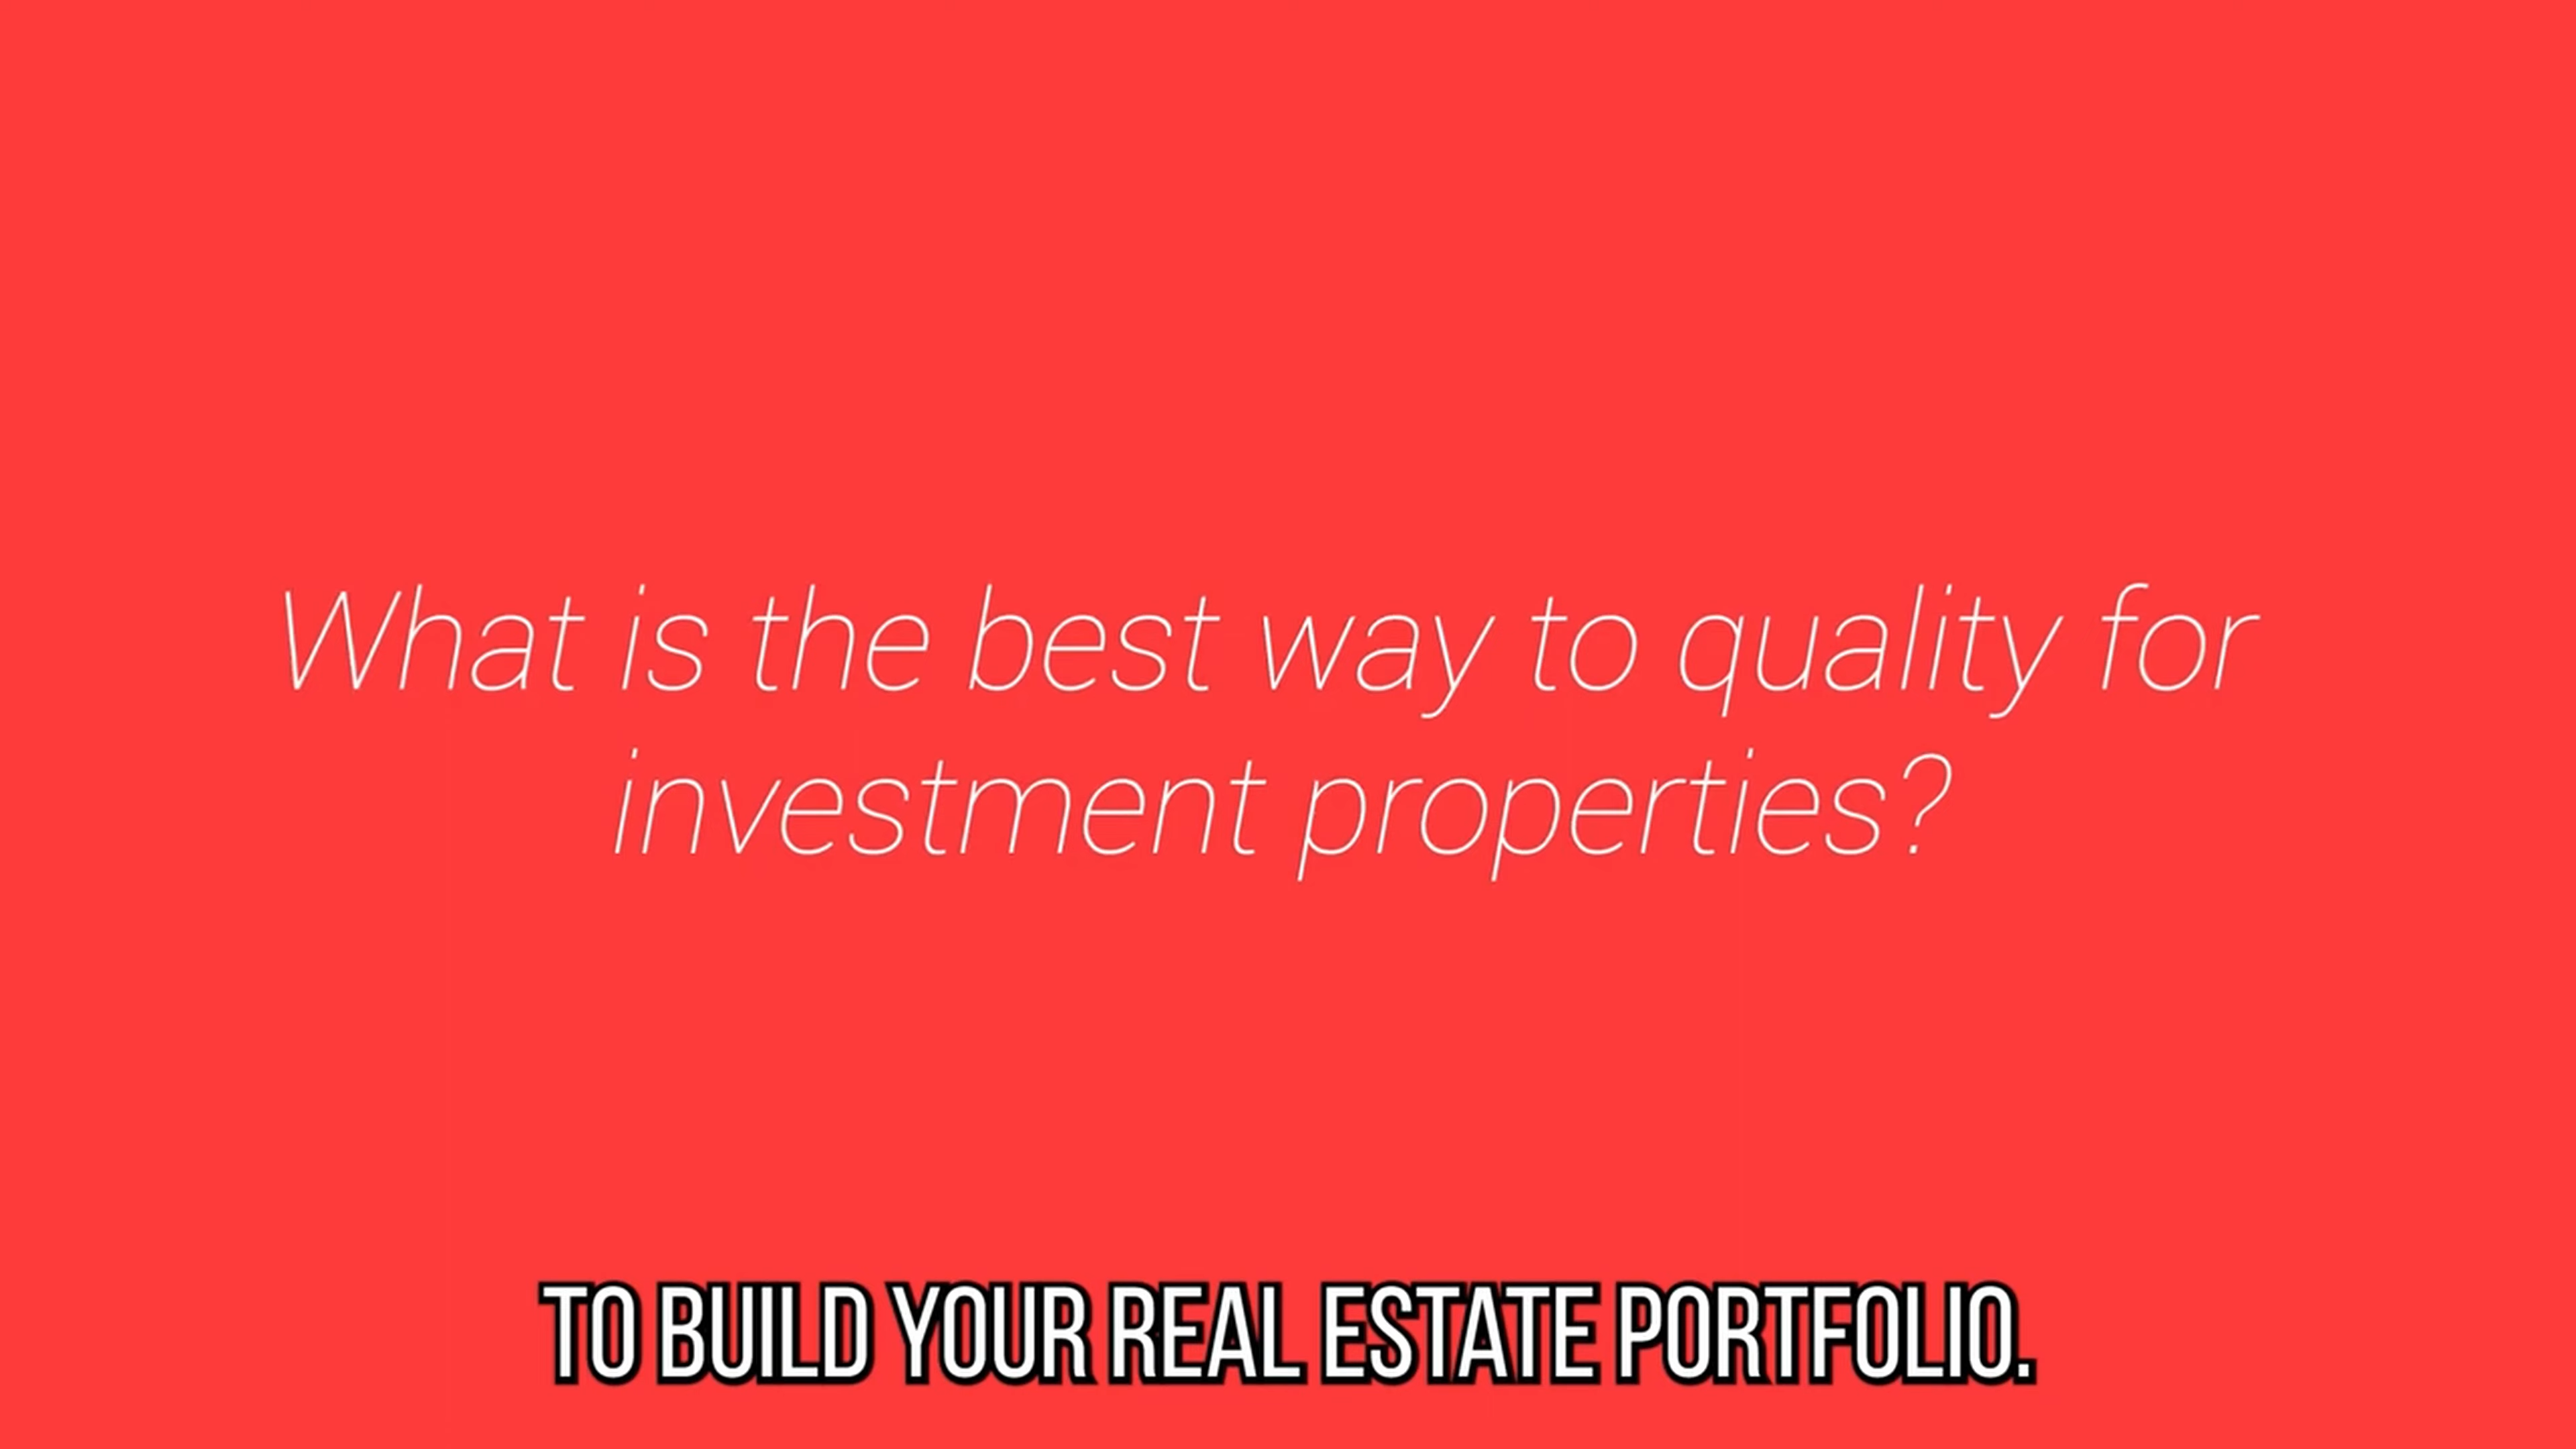 What is the best way to quality for
investment properties?
TO BUILD YOUR REAL ESTATE PORTFOLIO.